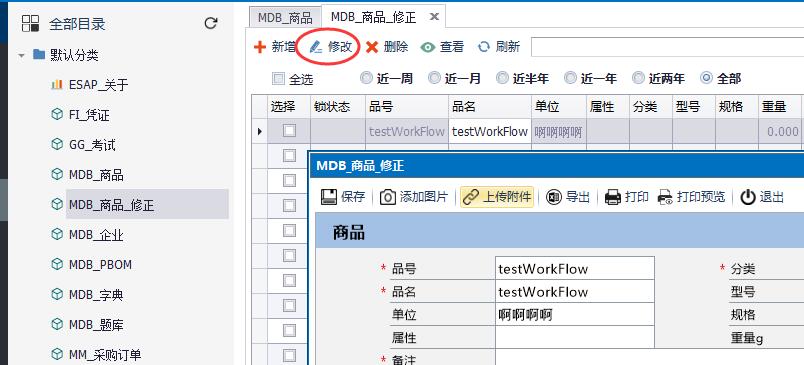 全部目录
默认分类
ESAP_关于
FI_凭证
GG_考试
MDB_商品
MDB_商品_修正
MDB_企业
MDB_PBOM
MDB_字典
MDB_题库
MM_采购订单
MDB_商品 MDB_商品_修正
新增 修改 删除 查看 刷新
全选 近一周 近一月 近半年 近一年 近两年 全部
选择 锁状态 品号 品名 单位 属性 分类 型号 规格 重量
testWorkFlow testWorkFlow 啊啊啊啊 0.000
MDB_商品_修正
保存 添加图片 上传附件 导出 打印 打印预览 退出
商品
* 品号 testWorkFlow * 分类
* 品名 testWorkFlow 型号
单位 啊啊啊啊 规格
属性 重量g
* 备注